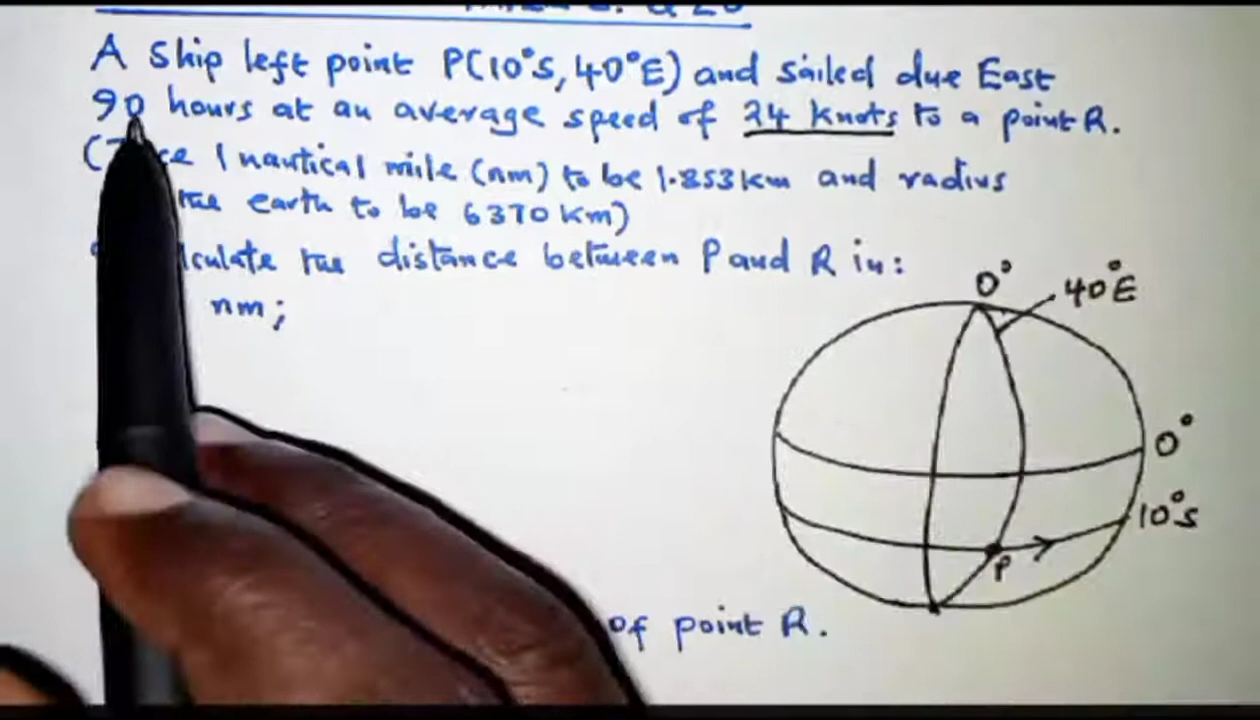 A Ship left point P(10°S, 40°E) and sailed due East
90 hours at an average speed of 24 knots to a point R.
1 nautical mile (nm) to be 1.853km and radius
the earth to be 6370 km)
distance between P and R in:
nm;
0°
40°E
0°
10°S
P
of point R.